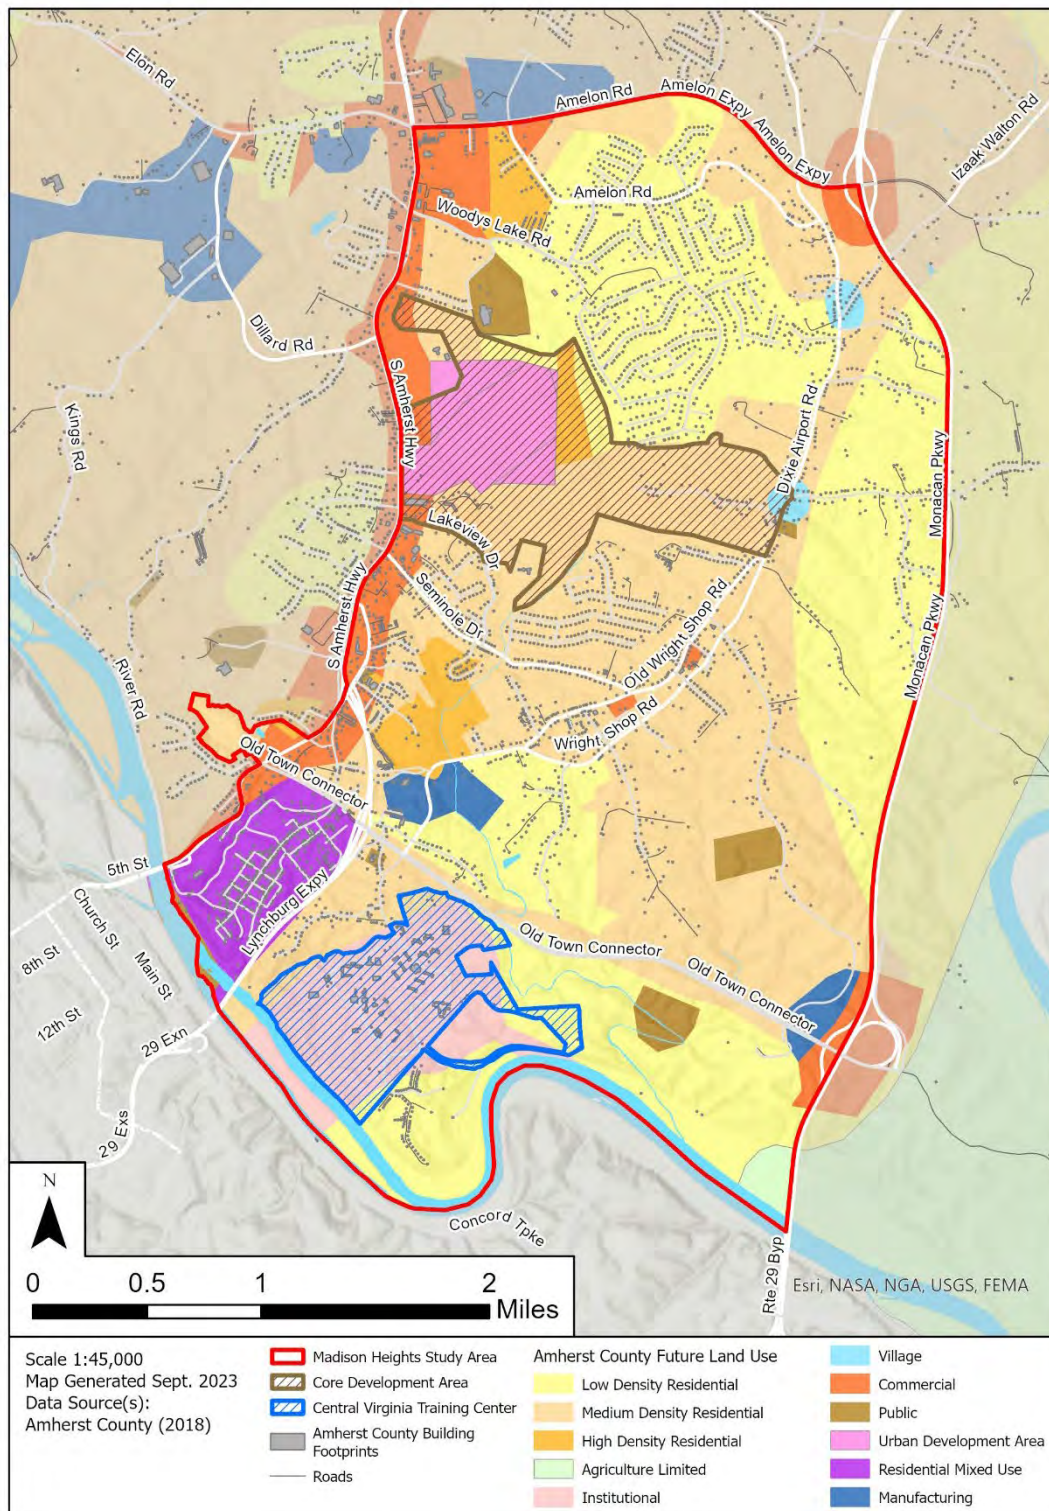 Elon Rd
Amelon Rd
Amelon Expy
Amelon Expy
Izaak Walton Rd
Amelon Rd
Woodys Lake Rd
Dillard Rd
Kings Rd
S Amherst Hwy
Dixie Airport Rd
Monacan Pkwy
Lakeview Dr
Seminole Dr
S Amherst Hwy
Old Wright Shop Rd
Monacan Pkwy
River Rd
Wright Shop Rd
Old Town Connector
5th St
Church St
Lynchburg Expy
8th St
Main St
Old Town Connector
Old Town Connector
12th St
29 Exn
29 Exs
Concord Tpke
Rte 29 Byp
N
0 0.5 1 2
Miles
Esri, NASA, NGA, USGS, FEMA
Scale 1:45,000
Map Generated Sept. 2023
Data Source(s):
Amherst County (2018)
Madison Heights Study Area
Core Development Area
Central Virginia Training Center
Amherst County Building
Footprints
Roads
Amherst County Future Land Use
Low Density Residential
Medium Density Residential
High Density Residential
Agriculture Limited
Institutional
Village
Commercial
Public
Urban Development Area
Residential Mixed Use
Manufacturing